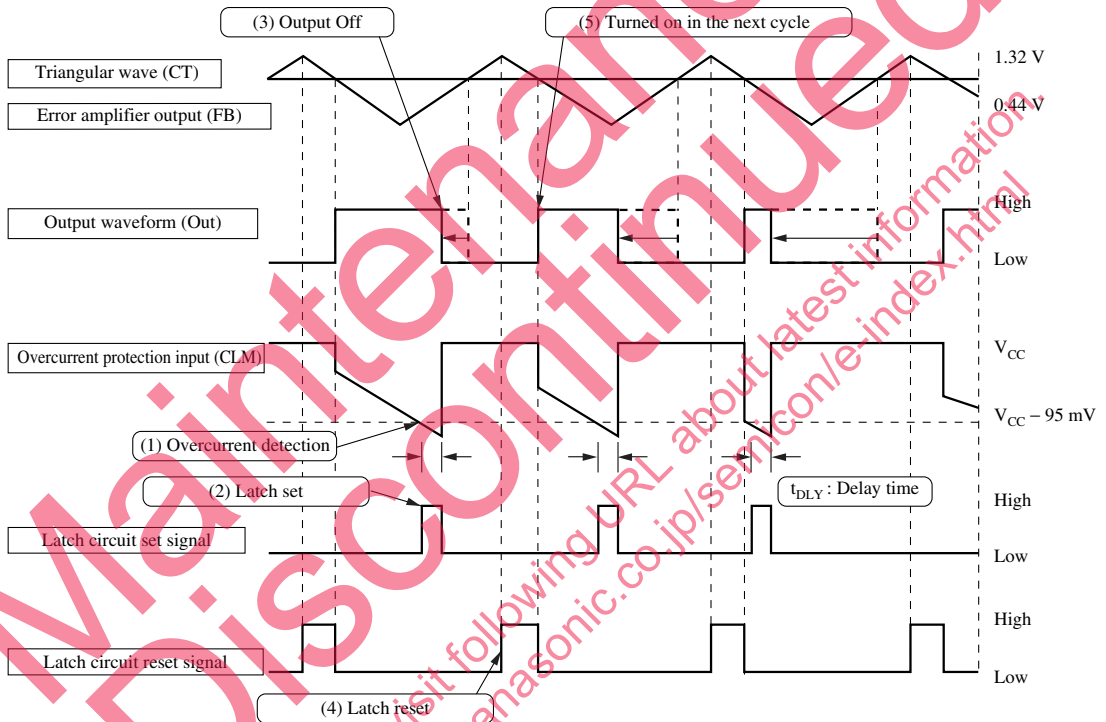 (3) Output Off
(5) Turned on in the next cycle
Triangular wave (CT)
1.32 V
Error amplifier output (FB)
0.44 V
Output waveform (Out)
High
Low
Overcurrent protection input (CLM)
VCC
VCC − 95 mV
(1) Overcurrent detection
(2) Latch set
tDLY : Delay time
High
Latch circuit set signal
Low
High
Latch circuit reset signal
Low
(4) Latch reset
Maintenance
Discontinued
visit following URL about latest information.
panasonic.co.jp/semicon/e-index.html